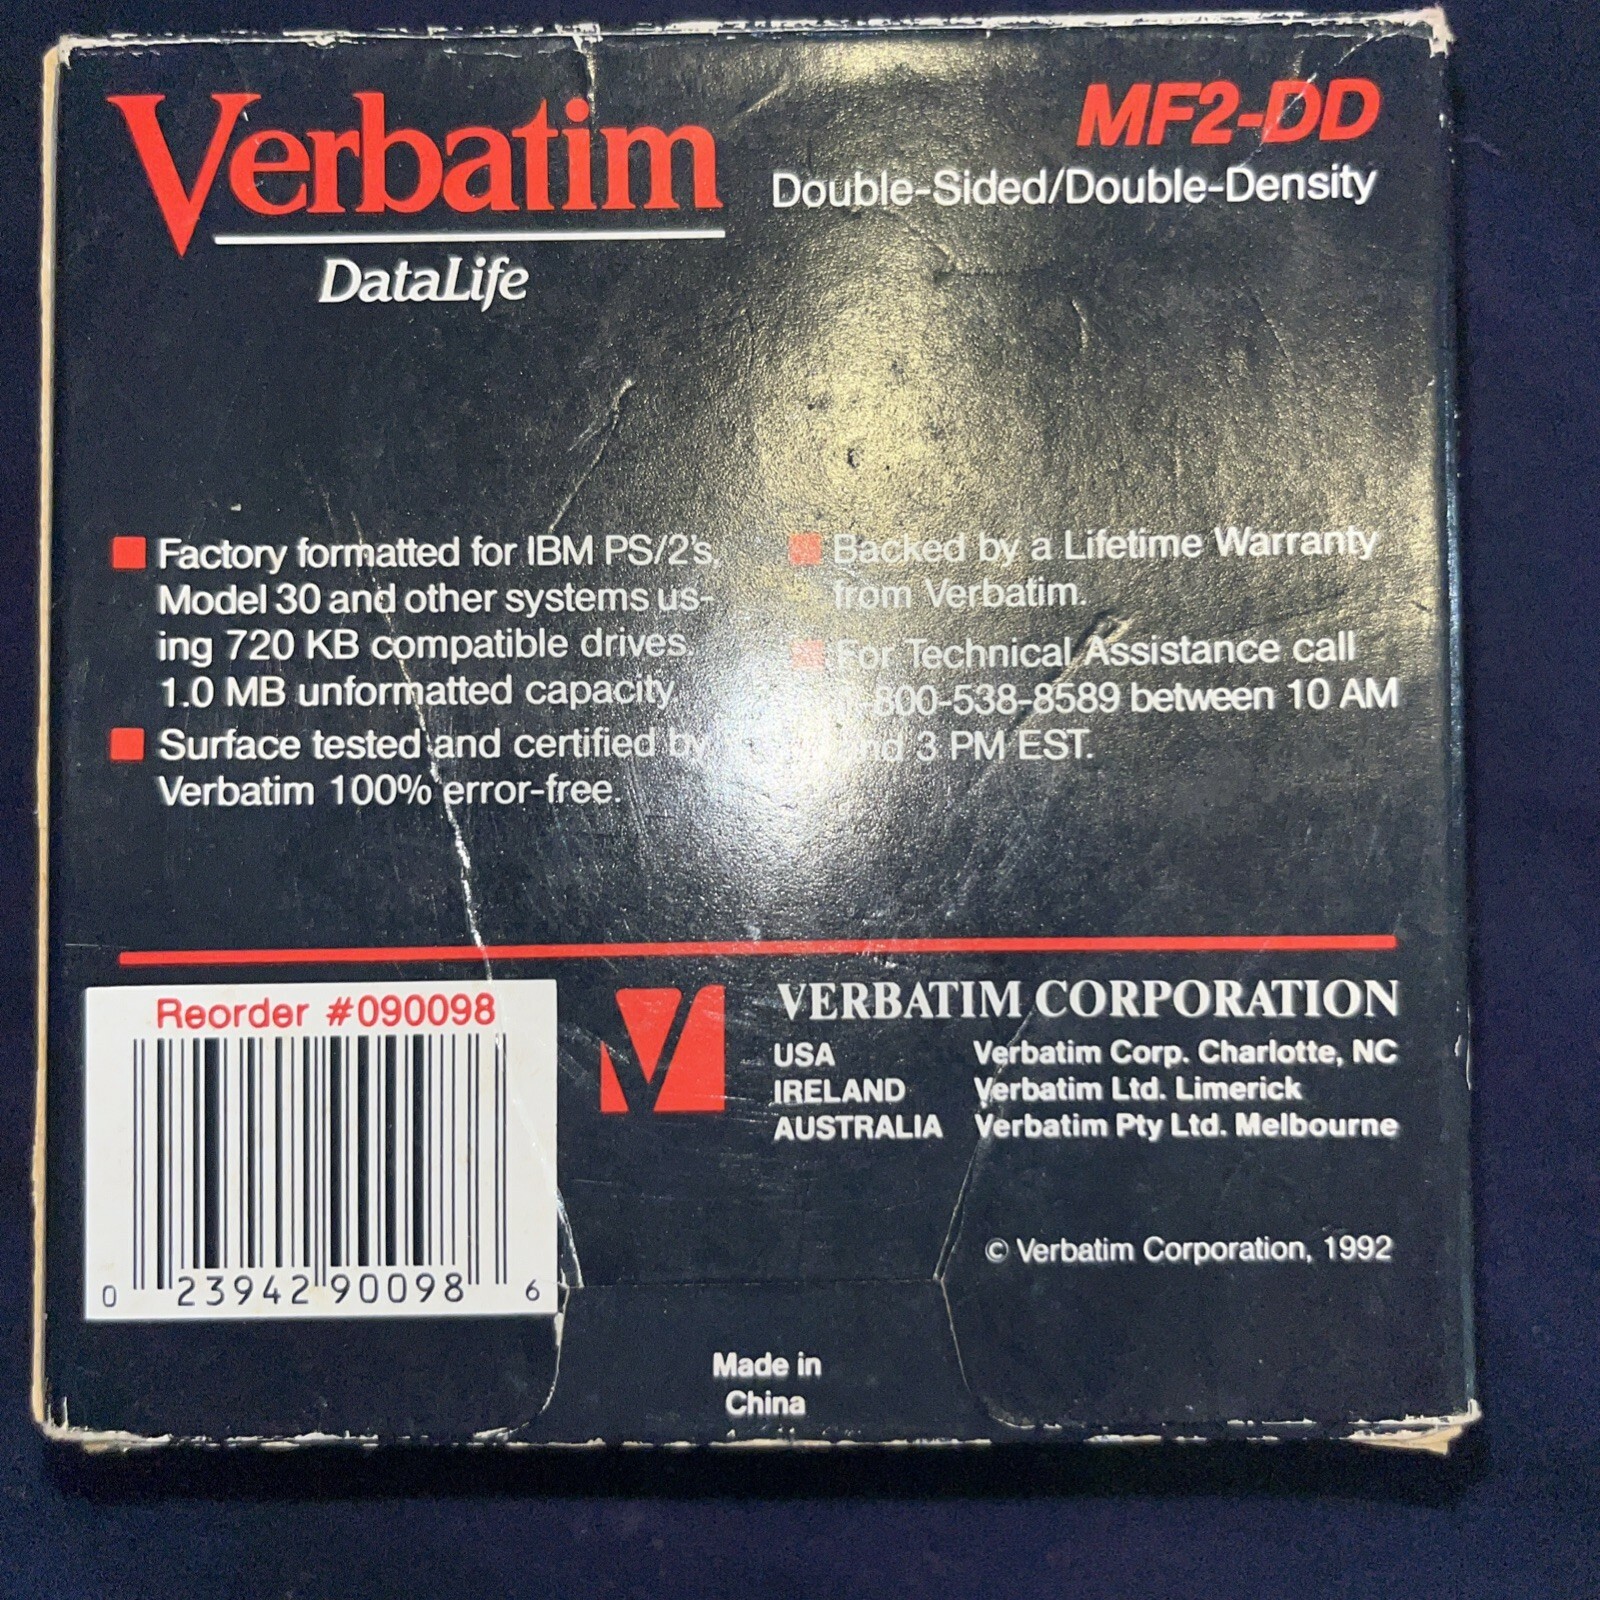 Verbatim
DataLife
MF2-DD
Double-Sided/Double-Density
Factory formatted for IBM PS/2's,
Model 30 and other systems us-
ing 720 KB compatible drives.
1.0 MB unformatted capacity.
Surface tested and certified by
Verbatim 100% error-free.
Backed by a Lifetime Warranty
from Verbatim.
For Technical Assistance call
1-800-538-8589 between 10 AM
and 3 PM EST.
Reorder #090098
0 23942 90098 6
VERBATIM CORPORATION
USA Verbatim Corp. Charlotte, NC
IRELAND Verbatim Ltd. Limerick
AUSTRALIA Verbatim Pty Ltd. Melbourne
© Verbatim Corporation, 1992
Made in
China